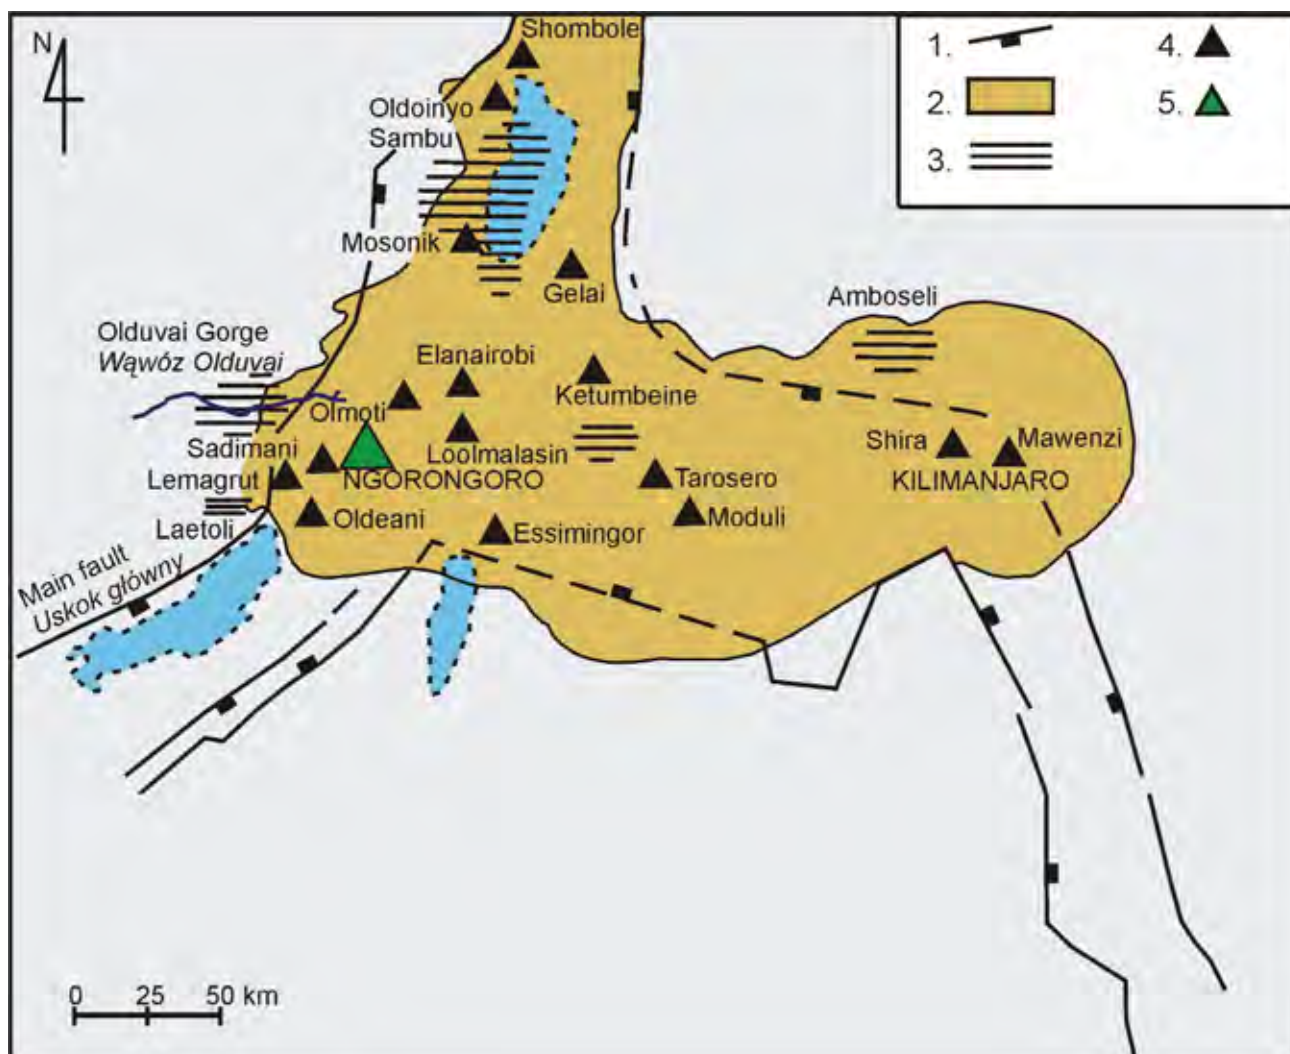 Shombole
N
1.
4.
Oldoinyo
Sambu
2.
5.
3.
Mosonik
Gelai
Amboseli
Olduvai Gorge
Wąwóz Olduvai
Elanairobi
Ketumbeine
Olmoti
Sadimani
Loolmalasin
Shira
Mawenzi
Lemagrut
NGORONGORO
Tarosero
KILIMANJARO
Laetoli
Oldeani
Essimingor
Moduli
Main fault
Uskok główny
0 25 50 km